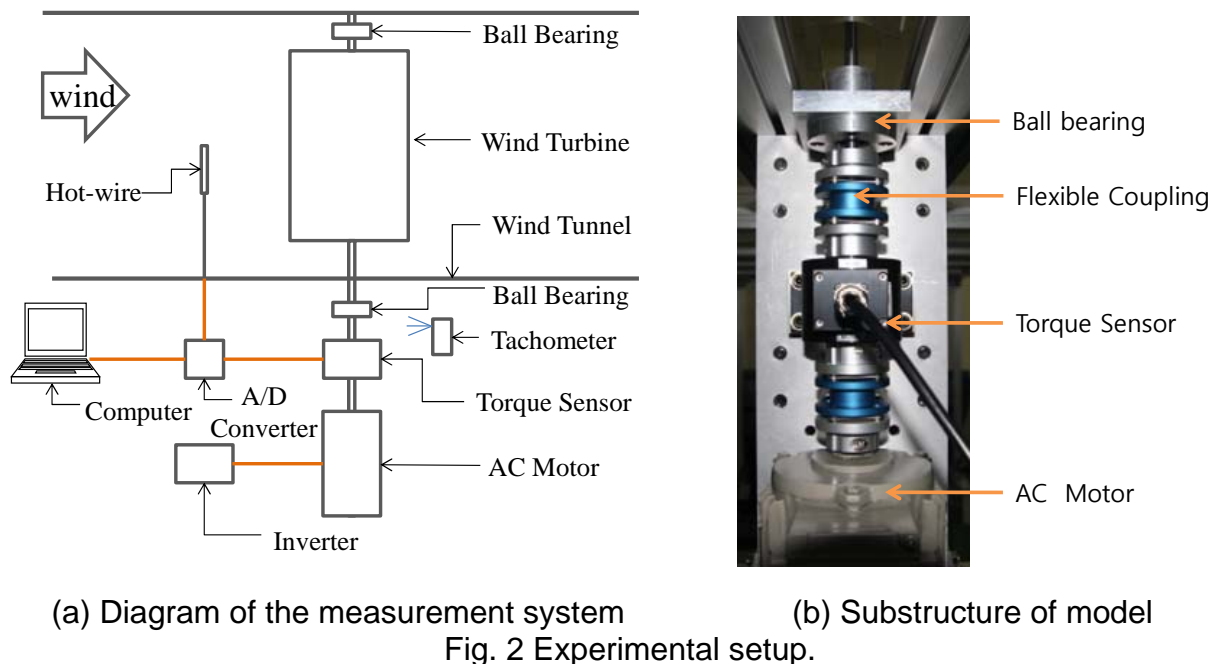 Ball Bearing
wind
Wind Turbine
Hot-wire
Wind Tunnel
Ball Bearing
Tachometer
Computer
A/D
Converter
Torque Sensor
AC Motor
Inverter
Ball bearing
Flexible Coupling
Torque Sensor
AC Motor
(a) Diagram of the measurement system
(b) Substructure of model
Fig. 2 Experimental setup.